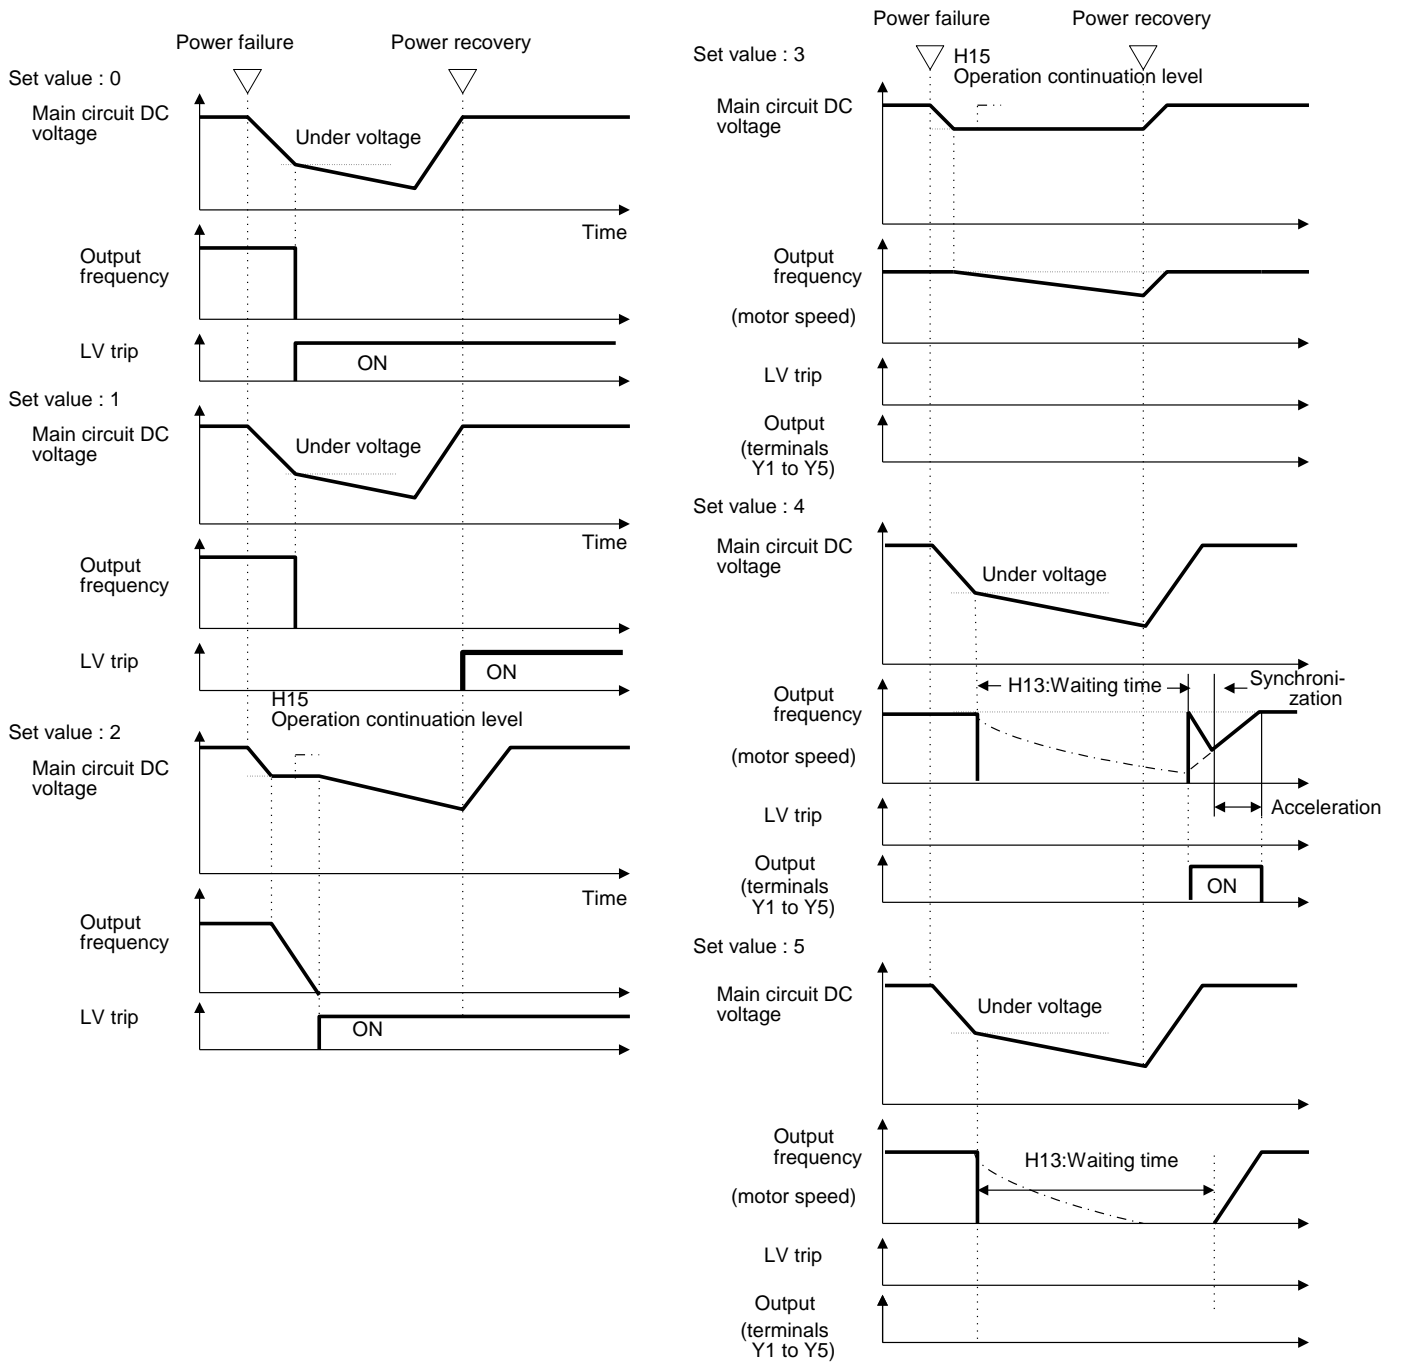 Power failure
Power recovery
Set value : 0
Main circuit DC
voltage
Under voltage
Time
Output
frequency
LV trip
ON
Set value : 1
Main circuit DC
voltage
Under voltage
Time
Output
frequency
LV trip
ON
H15
Operation continuation level
Set value : 2
Main circuit DC
voltage
Time
Output
frequency
LV trip
ON
Power failure
Power recovery
Set value : 3
H15
Operation continuation level
Main circuit DC
voltage
Output
frequency
(motor speed)
LV trip
Output
(terminals
Y1 to Y5)
Set value : 4
Main circuit DC
voltage
Under voltage
Output
frequency
(motor speed)
H13:Waiting time
Synchroni-
zation
Acceleration
LV trip
Output
(terminals
Y1 to Y5)
ON
Set value : 5
Main circuit DC
voltage
Under voltage
Output
frequency
(motor speed)
H13:Waiting time
LV trip
Output
(terminals
Y1 to Y5)